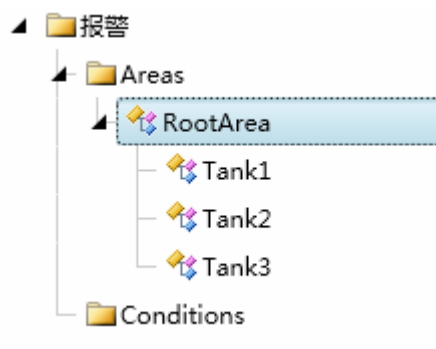 报警
Areas
RootArea
Tank1
Tank2
Tank3
Conditions